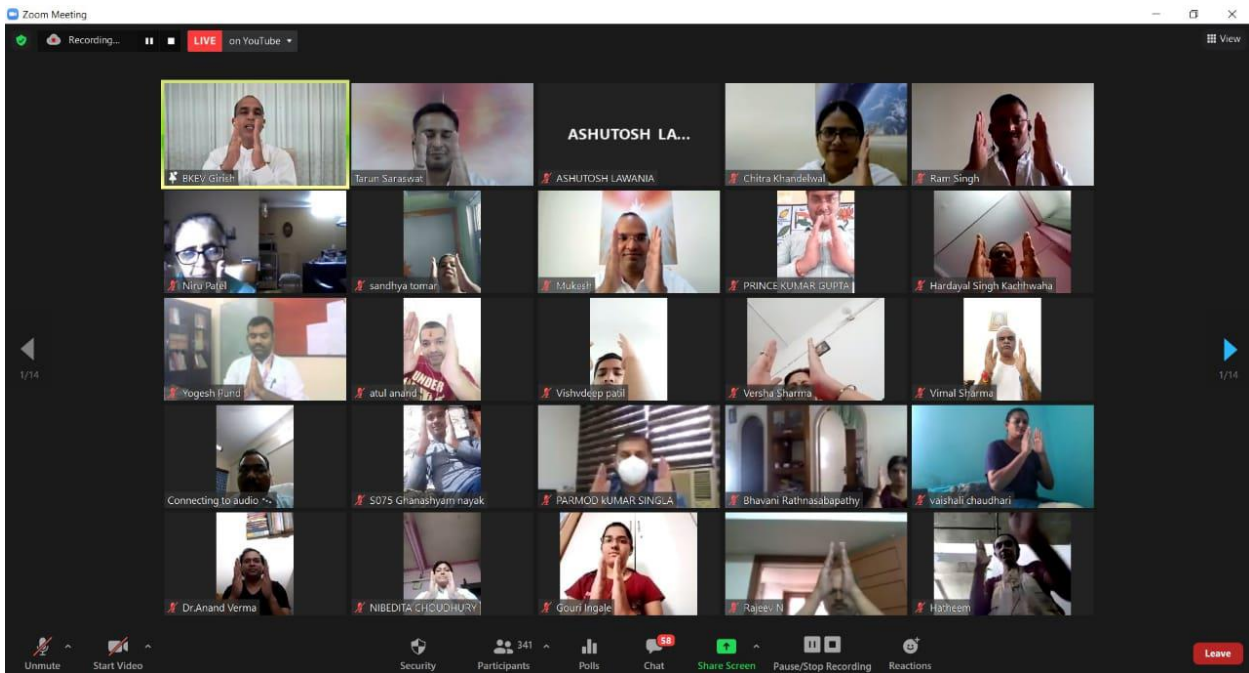 Zoom Meeting
Recording...
LIVE on YouTube
View
BKEV Girish
Tarun Saraswat
ASHUTOSH LA...
ASHUTOSH LAWANIA
Chitra Khandelwal
Ram Singh
Niru Patel
sandhya tomar
Mukesh
PRINCE KUMAR GUPTA
Hardayal Singh Kachhwaha
1/14
1/14
Yogesh Pund
atul anand
UNDER
Vishvdeep patil
Versha Sharma
Vimal Sharma
Connecting to audio
S075 Ghanashyam nayak
PARMOD kUMAR SINGLA
Bhavani Rathnasabapathy
vaishali chaudhari
Dr.Anand Verma
NIBEDITA CHOUDHURY
Gouri Ingale
Rajeev N
Hatheem
341
58
Unmute
Start Video
Security
Participants
Polls
Chat
Share Screen
Pause/Stop Recording
Reactions
Leave